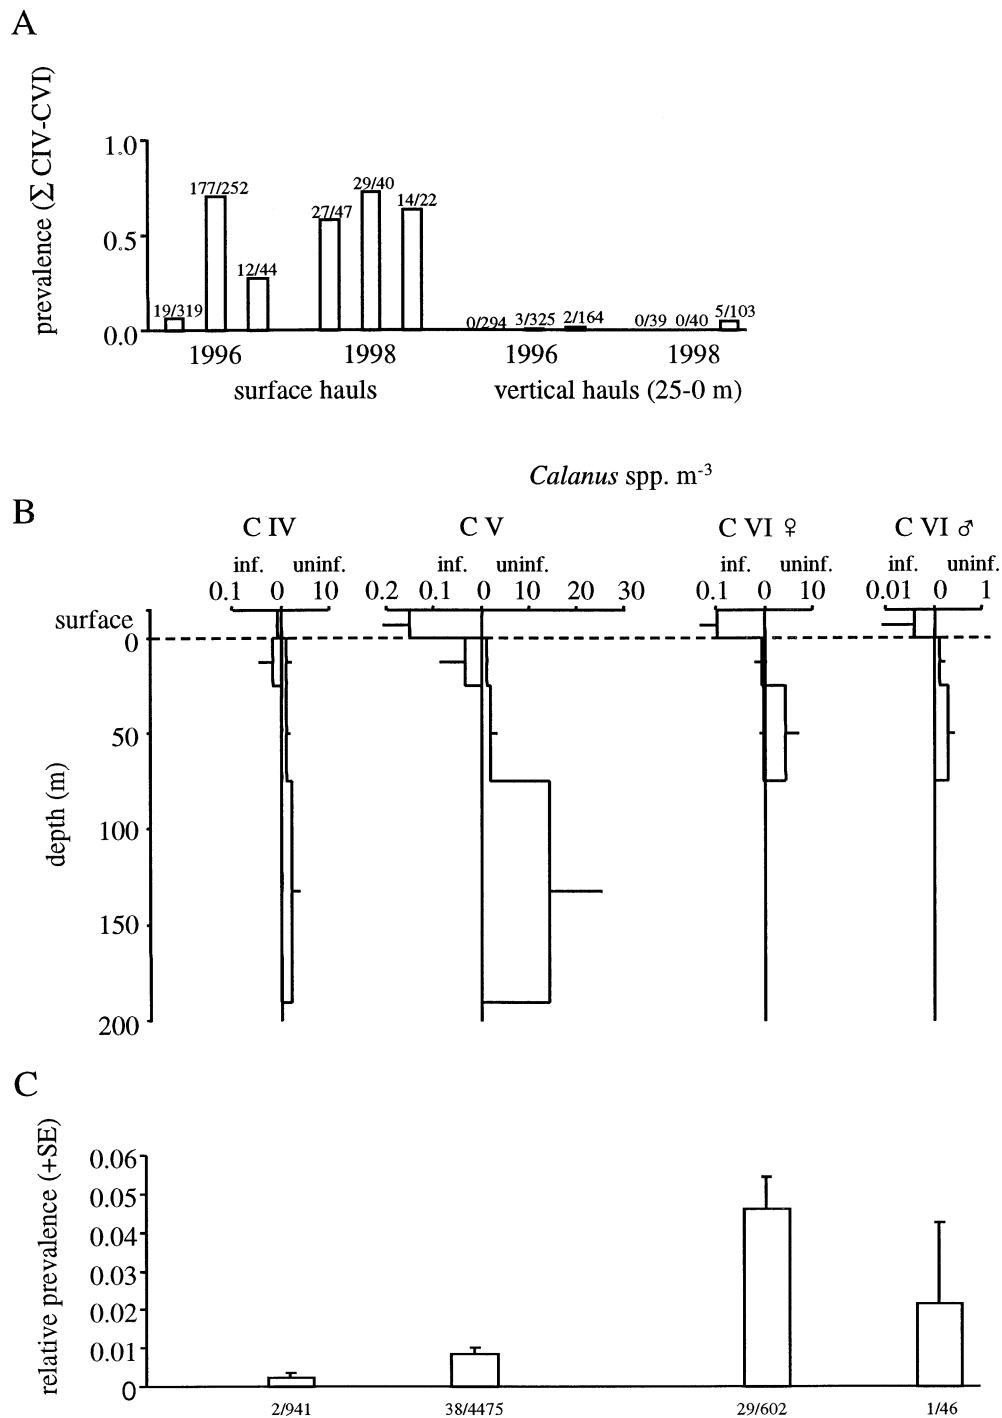 A
prevalence (Σ CIV-CVI)
1.0
0.5
0.0
19/319
177/252
12/44
27/47
29/40
14/22
0/294
3/325
2/164
0/39
0/40
5/103
1996
1998
1996
1998
surface hauls
vertical hauls (25-0 m)
Calanus spp. m-3
B
C IV
C V
C VI ♀
C VI ♂
inf. uninf.
inf. uninf.
inf. uninf.
inf. uninf.
0.1 0 10
0.2 0.1 0 10 20 30
0.1 0 10
0.01 0 1
surface
0
50
100
150
200
depth (m)
C
relative prevalence (+SE)
0.06
0.05
0.04
0.03
0.02
0.01
0
2/941
38/4475
29/602
1/46